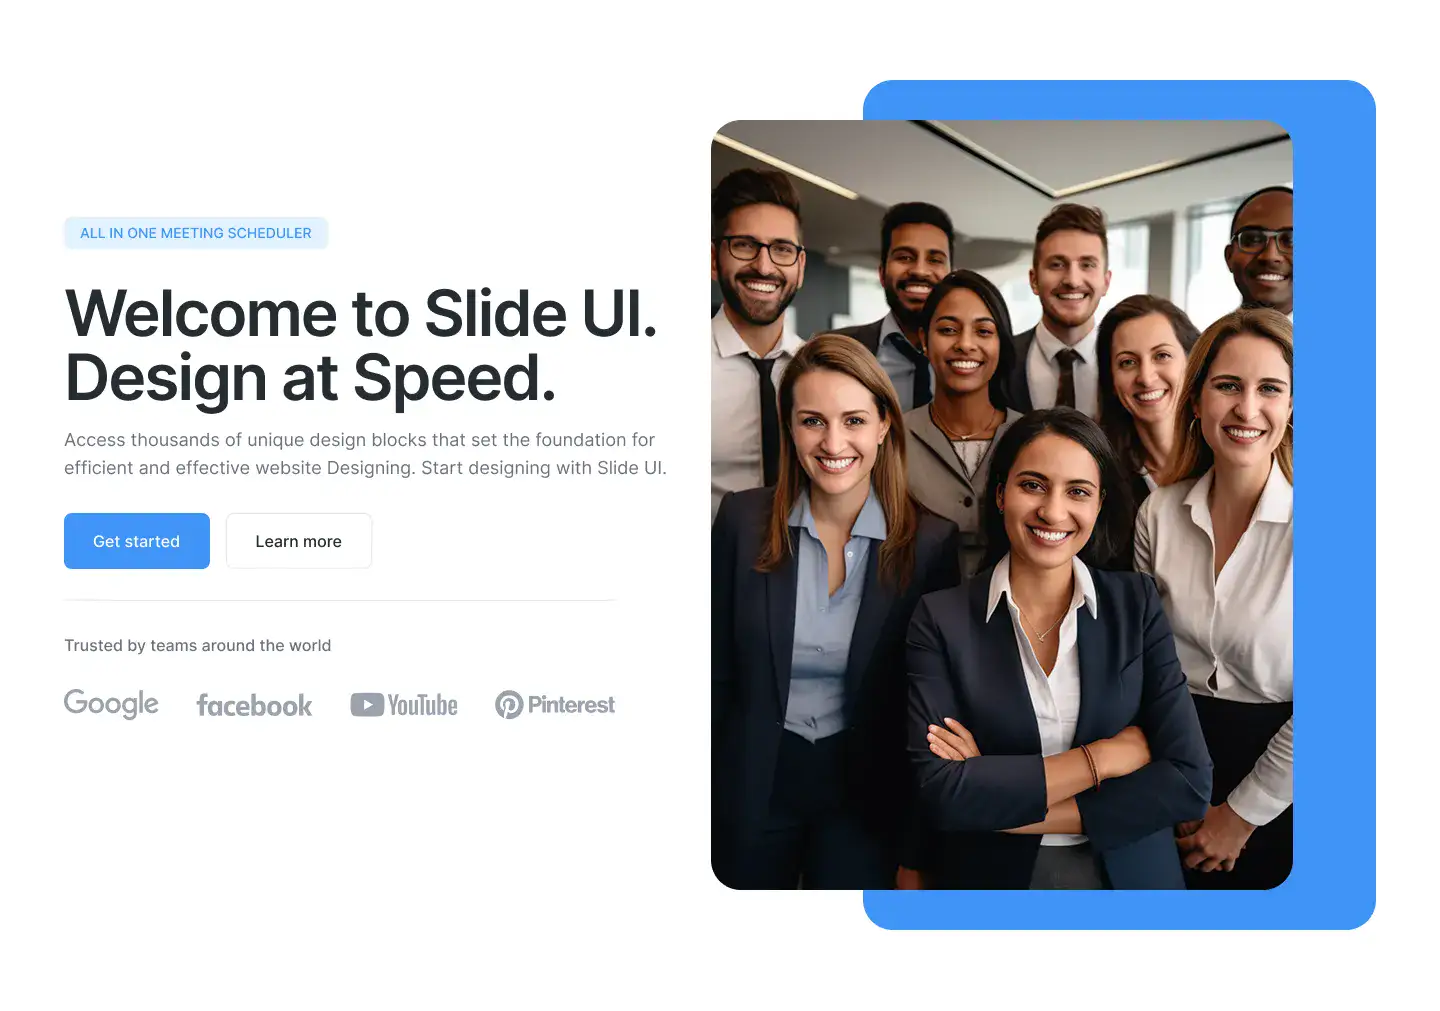 ALL IN ONE MEETING SCHEDULER
Welcome to Slide UI.
Design at Speed.
Access thousands of unique design blocks that set the foundation for
efficient and effective website Designing. Start designing with Slide UI.
Get started
Learn more
Trusted by teams around the world
Google
facebook
YouTube
Pinterest